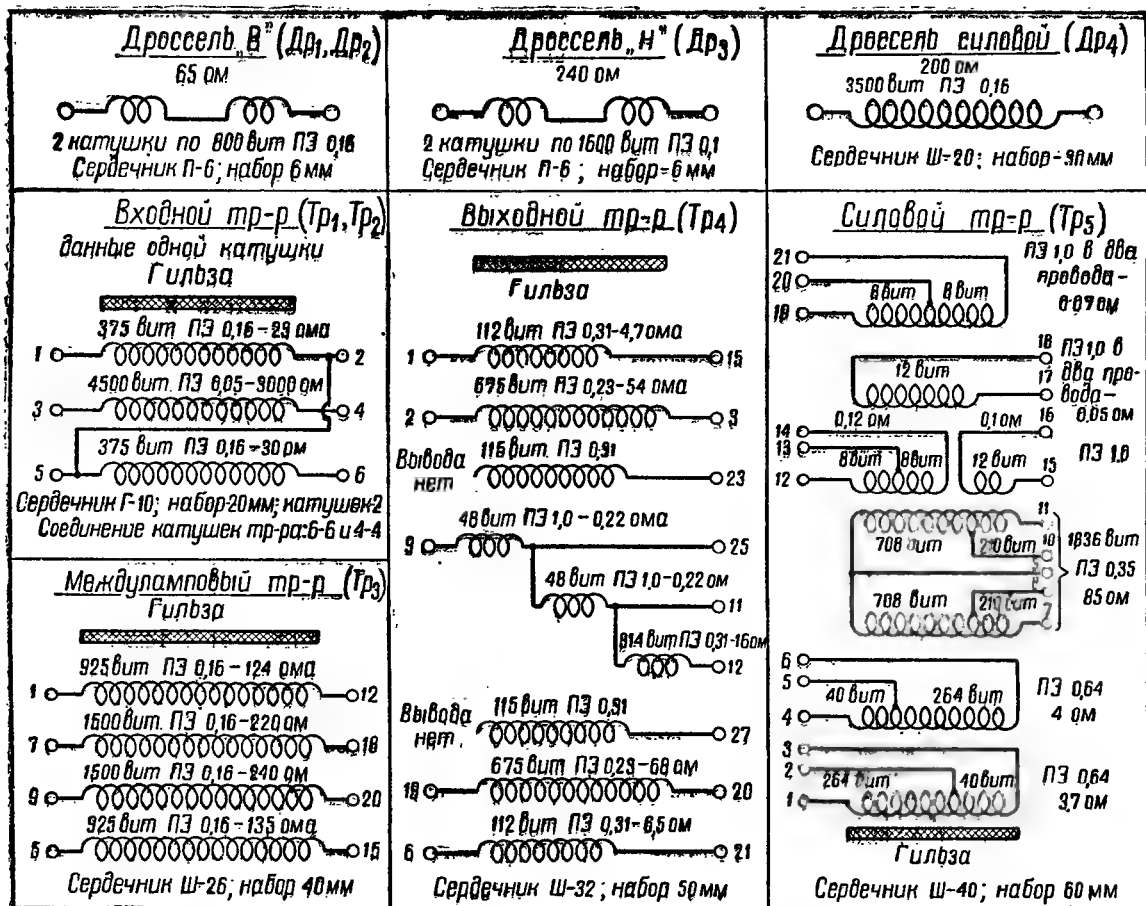 Дроссель „В" (Др1, Др2)
65 ом
2 катушки по 800 вит ПЭ 0,16
Сердечник П-6; набор 6 мм
Дроссель „Н" (Др3)
240 ом
2 катушки по 1600 вит ПЭ 0,1
Сердечник П-6; набор-6 мм
Дроссель силовой (Др4)
200 ом
3500 вит ПЭ 0,16
Сердечник Ш-20; набор-30 мм
Входной тр-р (Тр1, Тр2)
данные одной катушки
Гильза
375 вит ПЭ 0,16-29 ома
1 2
4500 вит. ПЭ 0,05-3000 ом
3 4
375 вит ПЭ 0,16-30 ом
5 6
Сердечник Г-10; набор-20мм; катушек-2
Соединение катушек тр-ра: 6-6 и 4-4
Междуламповый тр-р (Тр3)
Гильза
925 вит ПЭ 0,16-124 ома
1 12
1500 вит. ПЭ 0,16-220 ом
7 18
1500 вит ПЭ 0,16-240 ом
9 20
925 вит ПЭ 0,16-135 ома
5 15
Сердечник Ш-26; набор 40 мм
Выходной тр-р (Тр4)
Гильза
112 вит ПЭ 0,31-4,7 ома
1 15
675 вит ПЭ 0,23-54 ома
2 3
Вывода
нет
115 вит ПЭ 0,31
23
48 вит ПЭ 1,0-0,22 ома
9 25
48 вит ПЭ 1,0-0,22 ом
11
914 вит ПЭ 0,31-16 ом
12
Вывода
нет.
115 вит ПЭ 0,31
27
675 вит ПЭ 0,23-68 ом
19 20
112 вит ПЭ 0,31-6,5 ом
6 21
Сердечник Ш-32; набор 50 мм
Силовой тр-р (Тр5)
21
20
19
8 вит 8 вит
ПЭ 1,0 в два
провода-
0,07 ом
12 вит
18
17
ПЭ 1,0 в
два про-
вода-
0,05 ом
14
13
12
0,12 ом
8 вит 8 вит
0,1 ом
12 вит
16
15
ПЭ 1,0
11
708 вит 210 вит
10
708 вит 210 вит
7
1836 вит
ПЭ 0,35
85 ом
6
5
4
40 вит 264 вит
ПЭ 0,64
4 ом
3
2
1
264 вит 40 вит
ПЭ 0,64
3,7 ом
Гильза
Сердечник Ш-40; набор 60 мм